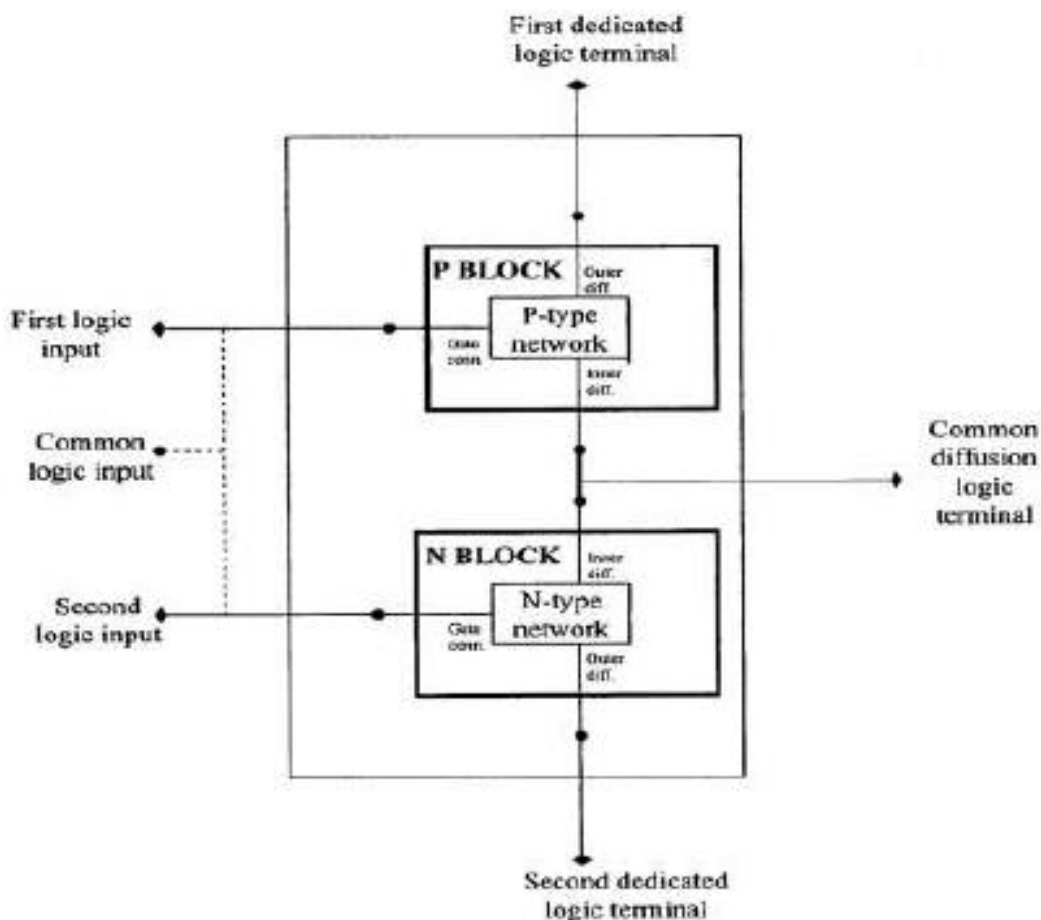 First dedicated
logic terminal
P BLOCK
Outer
diff.
P-type
network
First logic
input
Gate
conn.
Inner
diff.
Common
logic input
Common
diffusion
logic
terminal
N BLOCK
Inner
diff.
N-type
network
Second
logic input
Gate
conn.
Outer
diff.
Second dedicated
logic terminal